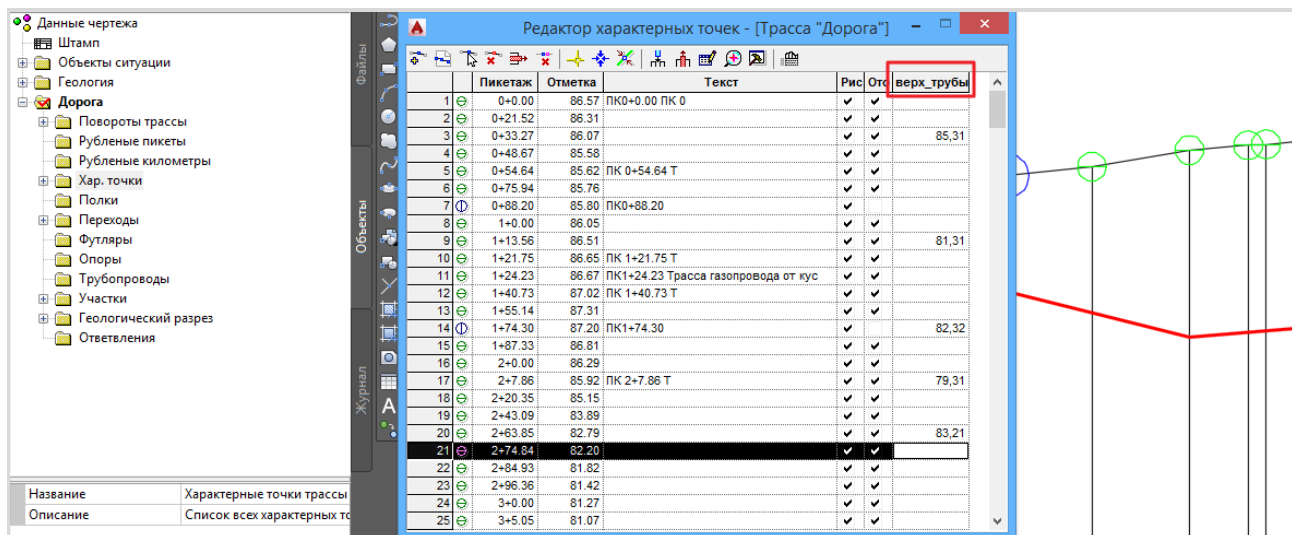 Данные чертежа
Штамп
Объекты ситуации
Геология
Дорога
Повороты трассы
Рубленые пикеты
Рубленые километры
Хар. точки
Полки
Переходы
Футляры
Опоры
Трубопроводы
Участки
Геологический разрез
Ответвления
Название Характерные точки трассы
Описание Список всех характерных то
Файлы
Объекты
Журнал
Редактор характерных точек - [Трасса "Дорога"]
Пикетаж Отметка Текст Рис Ото верх_трубы
1 0+0.00 86.57 ПК0+0.00 ПК 0
2 0+21.52 86.31
3 0+33.27 86.07 85,31
4 0+48.67 85.58
5 0+54.64 85.62 ПК 0+54.64 Т
6 0+75.94 85.76
7 0+88.20 85.80 ПК0+88.20
8 1+0.00 86.05
9 1+13.56 86.51 81,31
10 1+21.75 86.65 ПК 1+21.75 Т
11 1+24.23 86.67 ПК1+24.23 Трасса газопровода от кус
12 1+40.73 87.02 ПК 1+40.73 Т
13 1+55.14 87.31
14 1+74.30 87.20 ПК1+74.30 82,32
15 1+87.33 86.81
16 2+0.00 86.29
17 2+7.86 85.92 ПК 2+7.86 Т 79,31
18 2+20.35 85.15
19 2+43.09 83.89
20 2+63.85 82.79 83,21
21 2+74.84 82.20
22 2+84.93 81.82
23 2+96.36 81.42
24 3+0.00 81.27
25 3+5.05 81.07